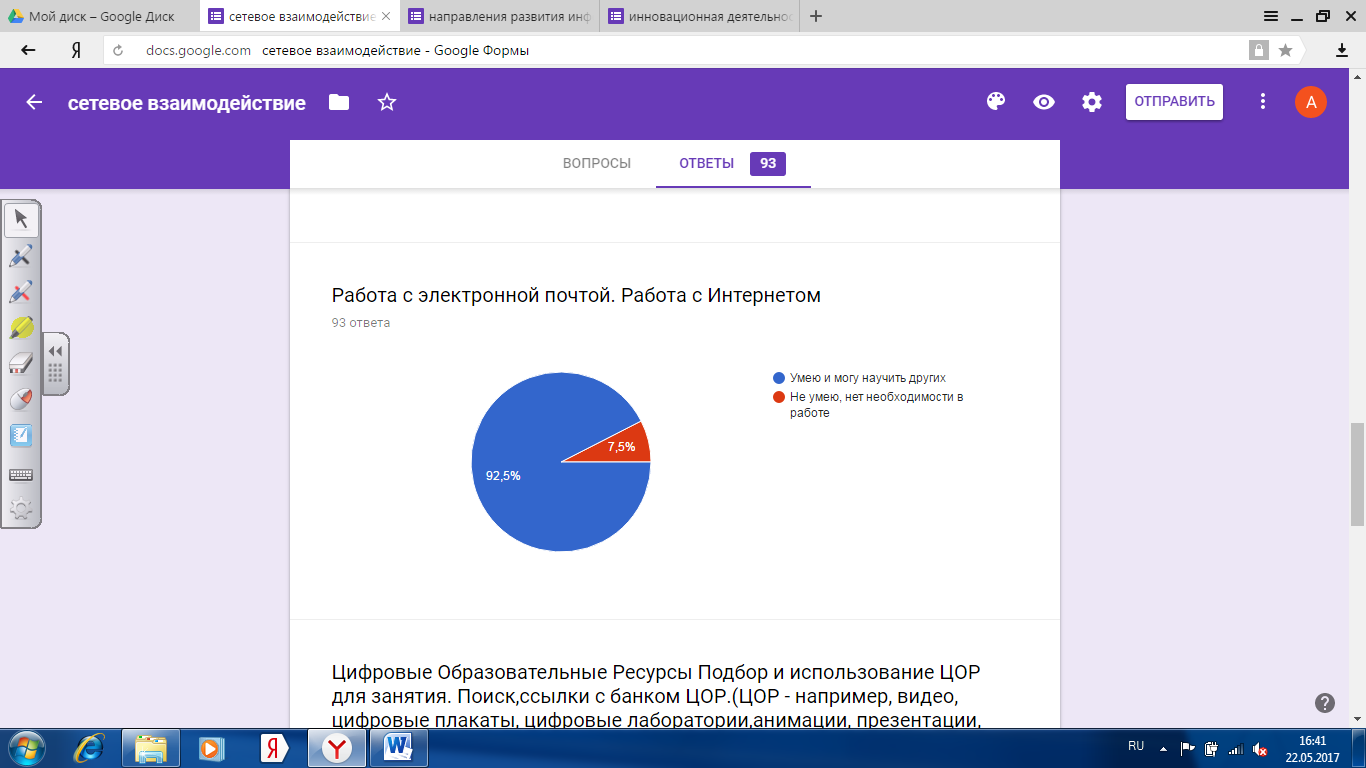 Мой диск – Google Диск
сетевое взаимодействие
направления развития инф
инновационная деятельнос
Я
docs.google.com сетевое взаимодействие - Google Формы
сетевое взаимодействие
ОТПРАВИТЬ
А
ВОПРОСЫ
ОТВЕТЫ 93
Работа с электронной почтой. Работа с Интернетом
93 ответа
Умею и могу научить других
Не умею, нет необходимости в
работе
7,5%
92,5%
Цифровые Образовательные Ресурсы Подбор и использование ЦОР
для занятия. Поиск,ссылки с банком ЦОР.(ЦОР - например, видео,
цифровые плакаты, цифровые лаборатории,анимации, презентации,
RU
16:41
22.05.2017